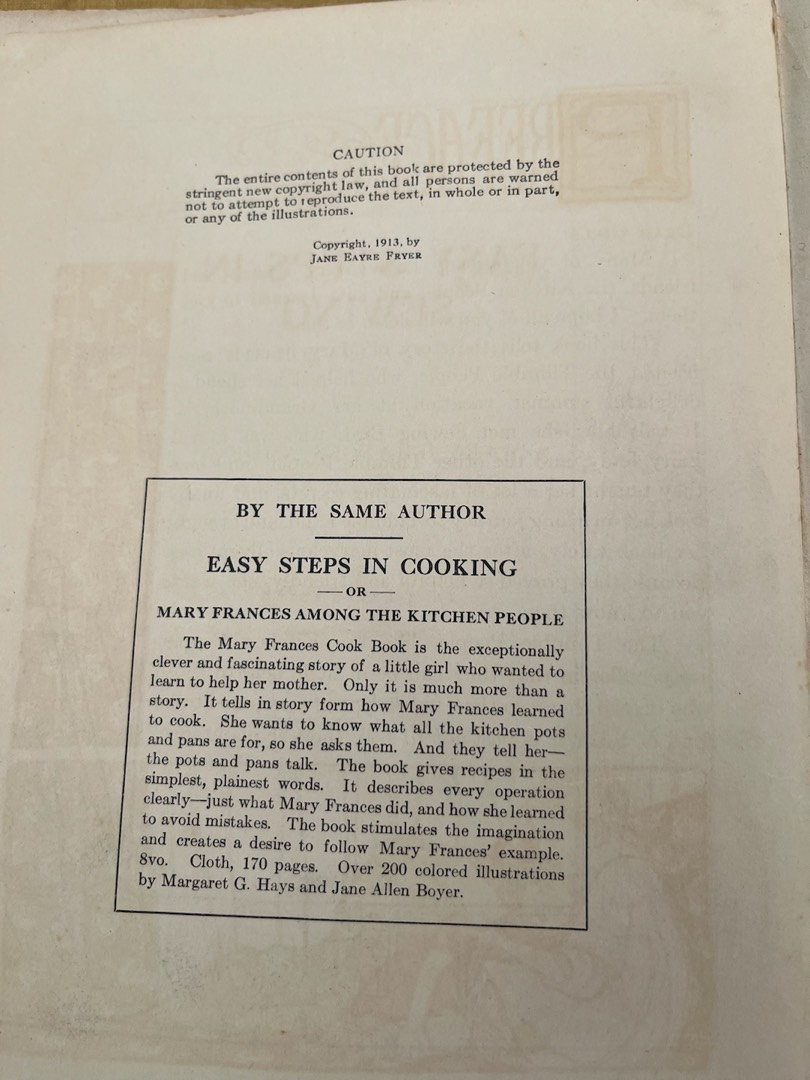 CAUTION
The entire contents of this book are protected by the
stringent new copyright law, and all persons are warned
not to attempt to reproduce the text, in whole or in part,
or any of the illustrations.
Copyright, 1913, by
JANE EAYRE FRYER
BY THE SAME AUTHOR
EASY STEPS IN COOKING
—OR—
MARY FRANCES AMONG THE KITCHEN PEOPLE
The Mary Frances Cook Book is the exceptionally
clever and fascinating story of a little girl who wanted to
learn to help her mother. Only it is much more than a
story. It tells in story form how Mary Frances learned
to cook. She wants to know what all the kitchen pots
and pans are for, so she asks them. And they tell her—
the pots and pans talk. The book gives recipes in the
simplest, plainest words. It describes every operation
clearly—just what Mary Frances did, and how she learned
to avoid mistakes. The book stimulates the imagination
and creates a desire to follow Mary Frances' example.
8vo. Cloth, 170 pages. Over 200 colored illustrations
by Margaret G. Hays and Jane Allen Boyer.